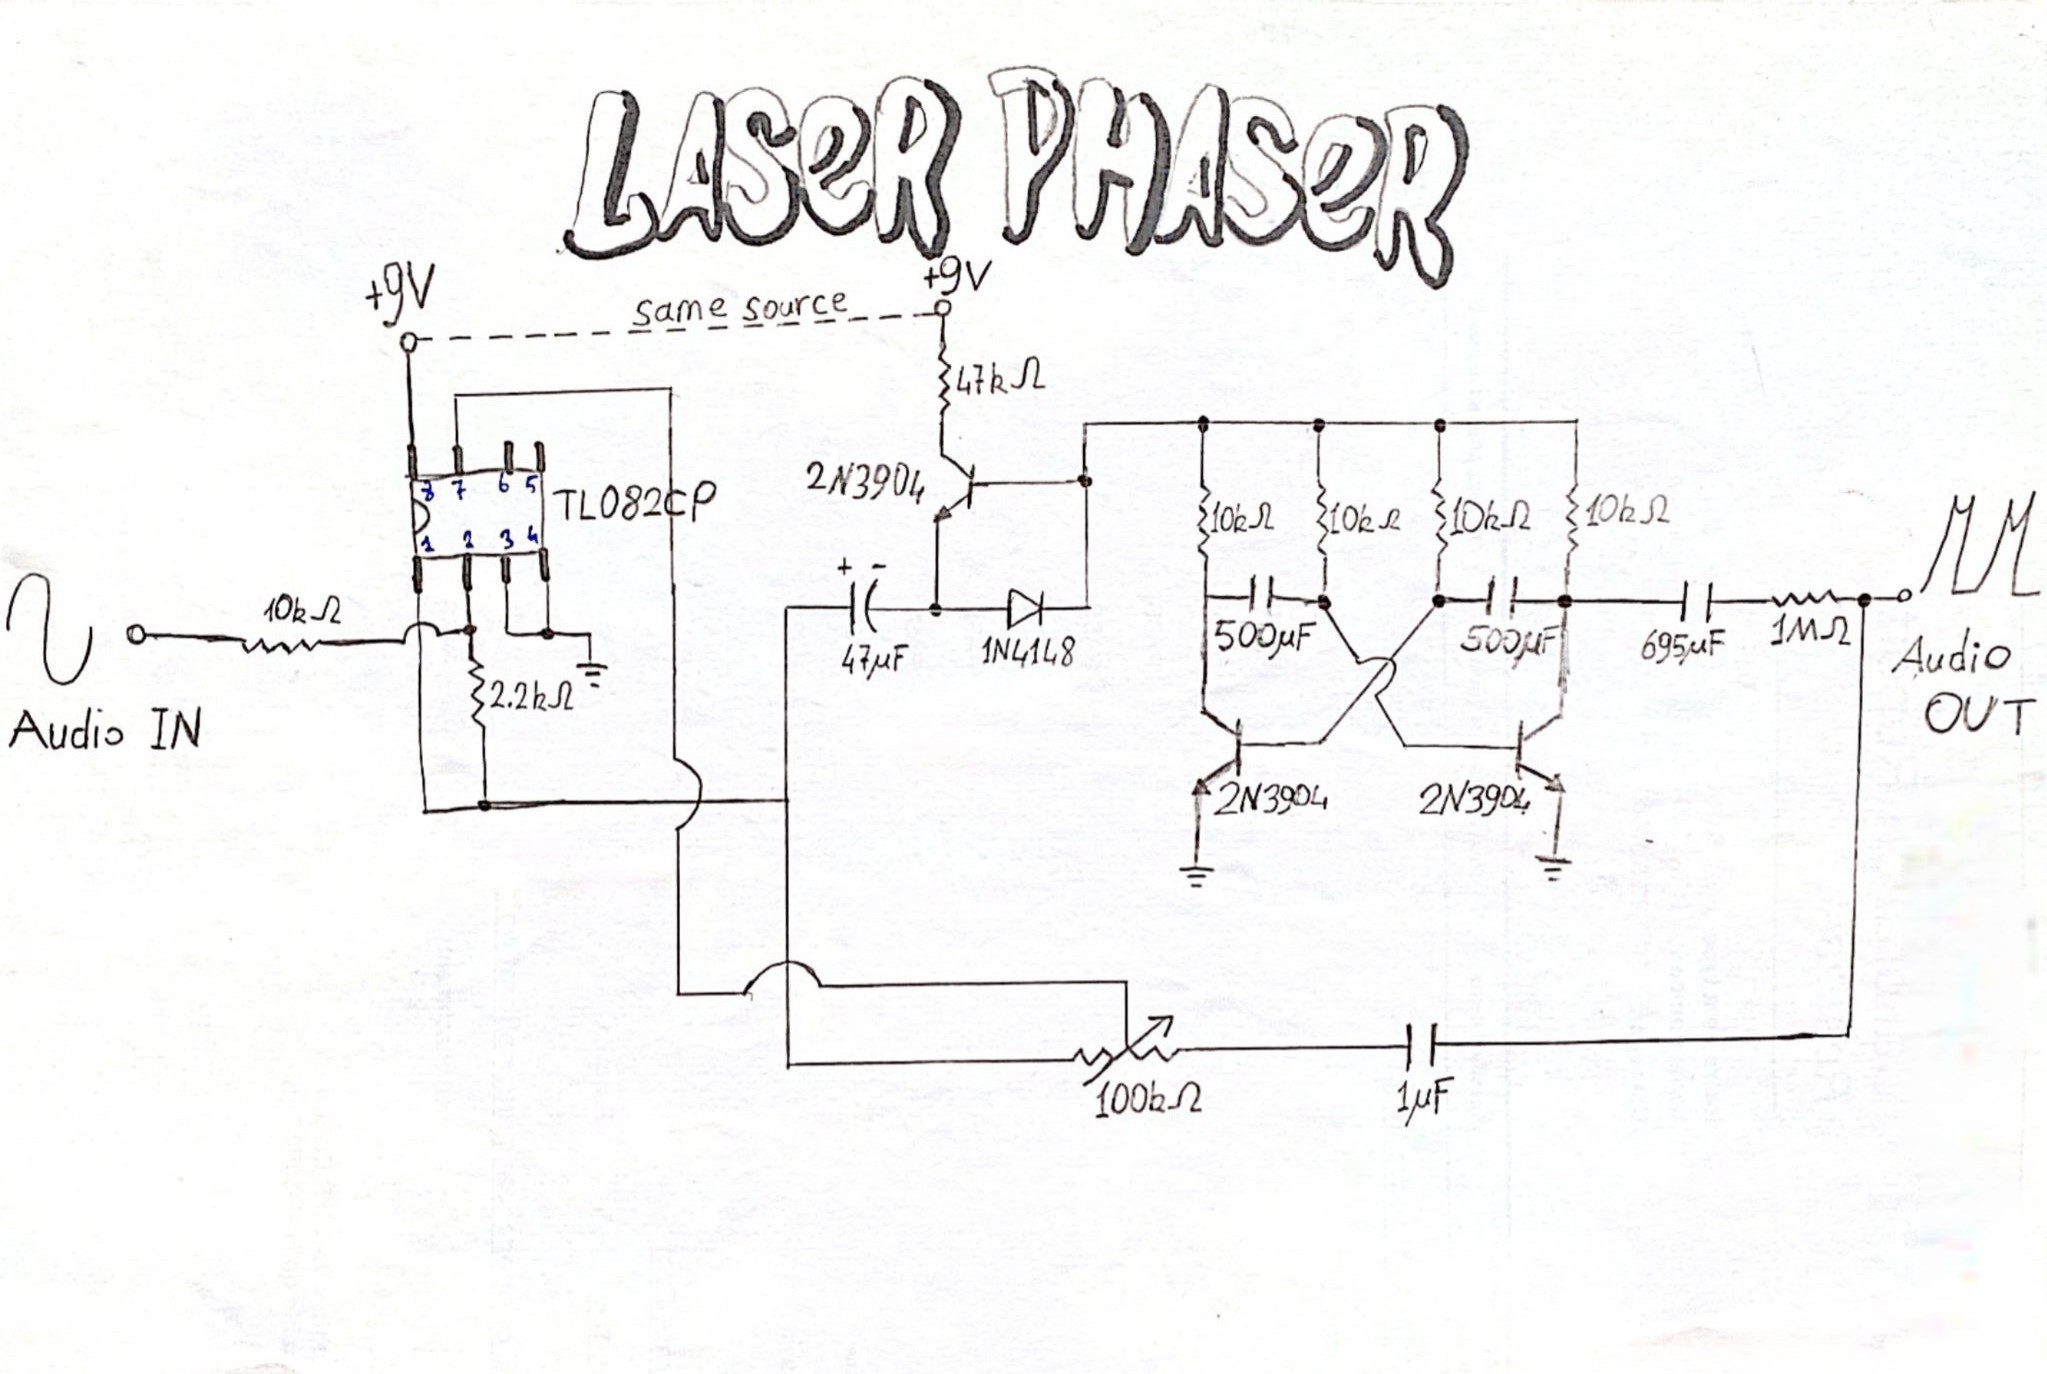 LASER PHASER
+9V
same source
+9V
47kΩ
2N3904
8 7 6 5
1 2 3 4
TL082CP
10kΩ
10kΩ
10kΩ
10kΩ
10kΩ
+ -
47µF
1N4148
500µF
500µF
695µF
1MΩ
2.2kΩ
Audio IN
Audio
OUT
2N3904
2N3904
100kΩ
1µF